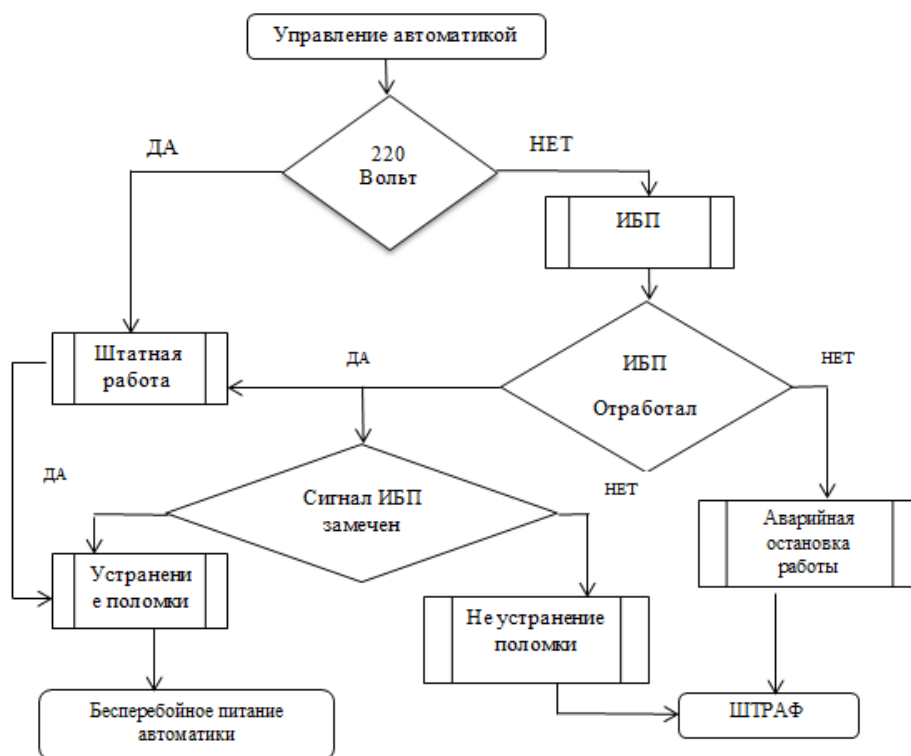 Управление автоматикой
ДА
220
Вольт
НЕТ
ИБП
Штатная
работа
ДА
ИБП
Отработал
НЕТ
ДА
Сигнал ИБП
замечен
НЕТ
Аварийная
остановка
работы
Устранени
е поломки
Не устранение
поломки
Бесперебойное питание
автоматики
ШТРАФ